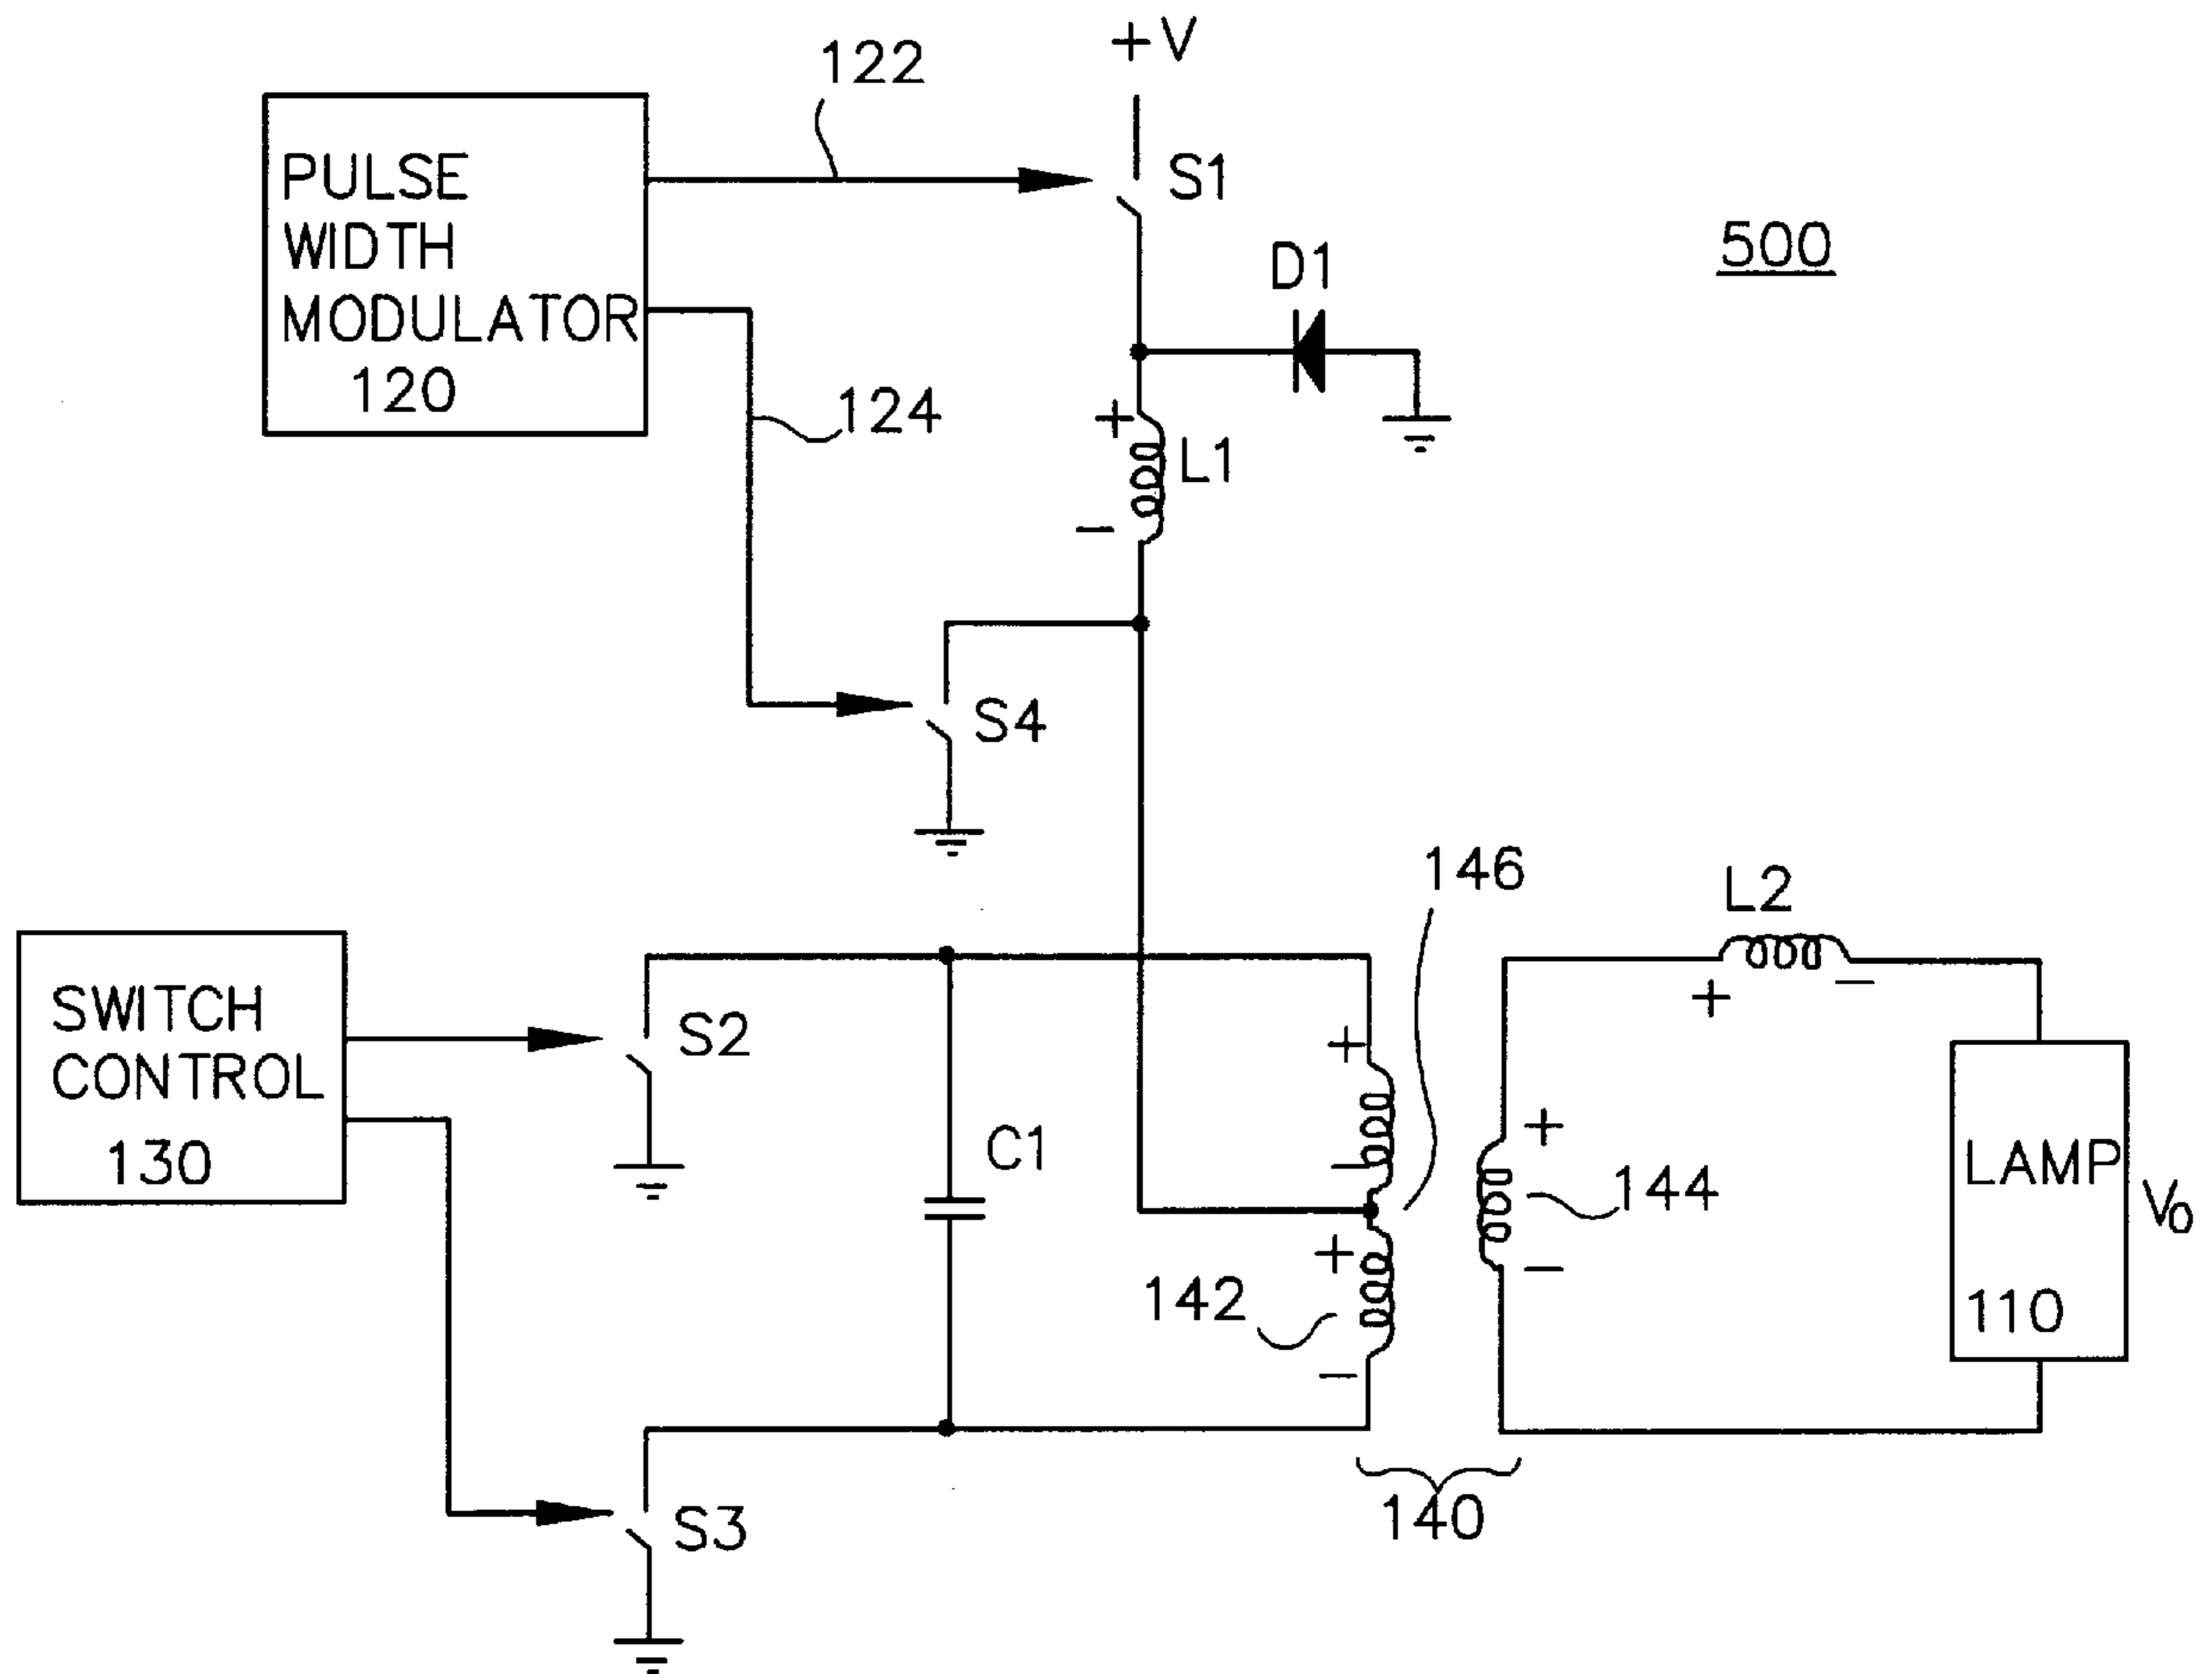 +V
122
PULSE
WIDTH
MODULATOR
120
S1
500
D1
124
+
L1
−
S4
146
L2
+ −
SWITCH
CONTROL
130
S2
C1
+
−
+
−
142
+
−
144
LAMP
110
V0
S3
140